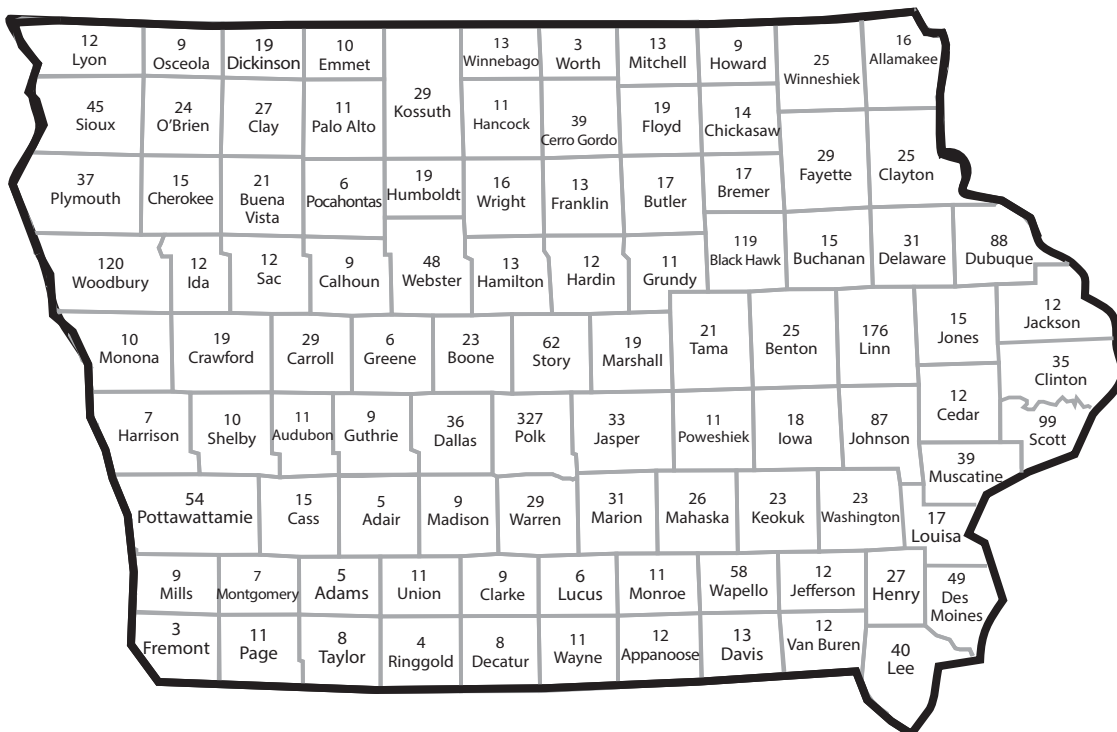 12
Lyon
9
Osceola
19
Dickinson
10
Emmet
29
Kossuth
13
Winnebago
3
Worth
13
Mitchell
9
Howard
25
Winneshiek
16
Allamakee
45
Sioux
24
O'Brien
27
Clay
11
Palo Alto
11
Hancock
39
Cerro Gordo
19
Floyd
14
Chickasaw
37
Plymouth
15
Cherokee
21
Buena
Vista
6
Pocahontas
19
Humboldt
16
Wright
13
Franklin
17
Butler
17
Bremer
29
Fayette
25
Clayton
120
Woodbury
12
Ida
12
Sac
9
Calhoun
48
Webster
13
Hamilton
12
Hardin
11
Grundy
119
Black Hawk
15
Buchanan
31
Delaware
88
Dubuque
10
Monona
19
Crawford
29
Carroll
6
Greene
23
Boone
62
Story
19
Marshall
21
Tama
25
Benton
176
Linn
15
Jones
12
Jackson
35
Clinton
7
Harrison
10
Shelby
11
Audubon
9
Guthrie
36
Dallas
327
Polk
33
Jasper
11
Poweshiek
18
Iowa
87
Johnson
12
Cedar
99
Scott
39
Muscatine
54
Pottawattamie
15
Cass
5
Adair
9
Madison
29
Warren
31
Marion
26
Mahaska
23
Keokuk
23
Washington
17
Louisa
9
Mills
7
Montgomery
5
Adams
11
Union
9
Clarke
6
Lucus
11
Monroe
58
Wapello
12
Jefferson
27
Henry
49
Des
Moines
3
Fremont
11
Page
8
Taylor
4
Ringgold
8
Decatur
11
Wayne
12
Appanoose
13
Davis
12
Van Buren
40
Lee